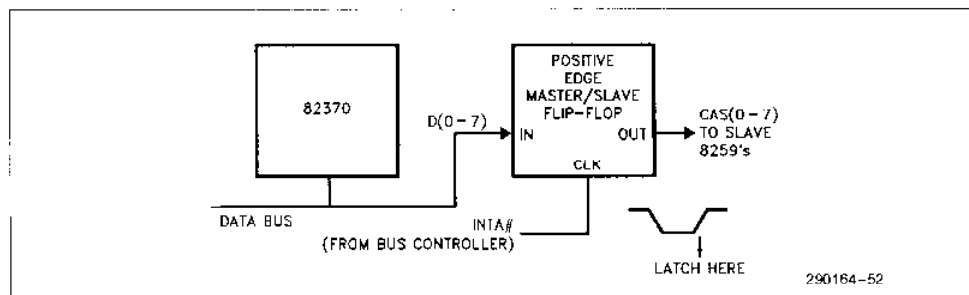 82370
POSITIVE
EDGE
MASTER/SLAVE
FLIP-FLOP
D(0-7)
IN
OUT
CLK
CAS(0-7)
TO SLAVE
8259's
DATA BUS
INTA#
(FROM BUS CONTROLLER)
LATCH HERE
290164-52